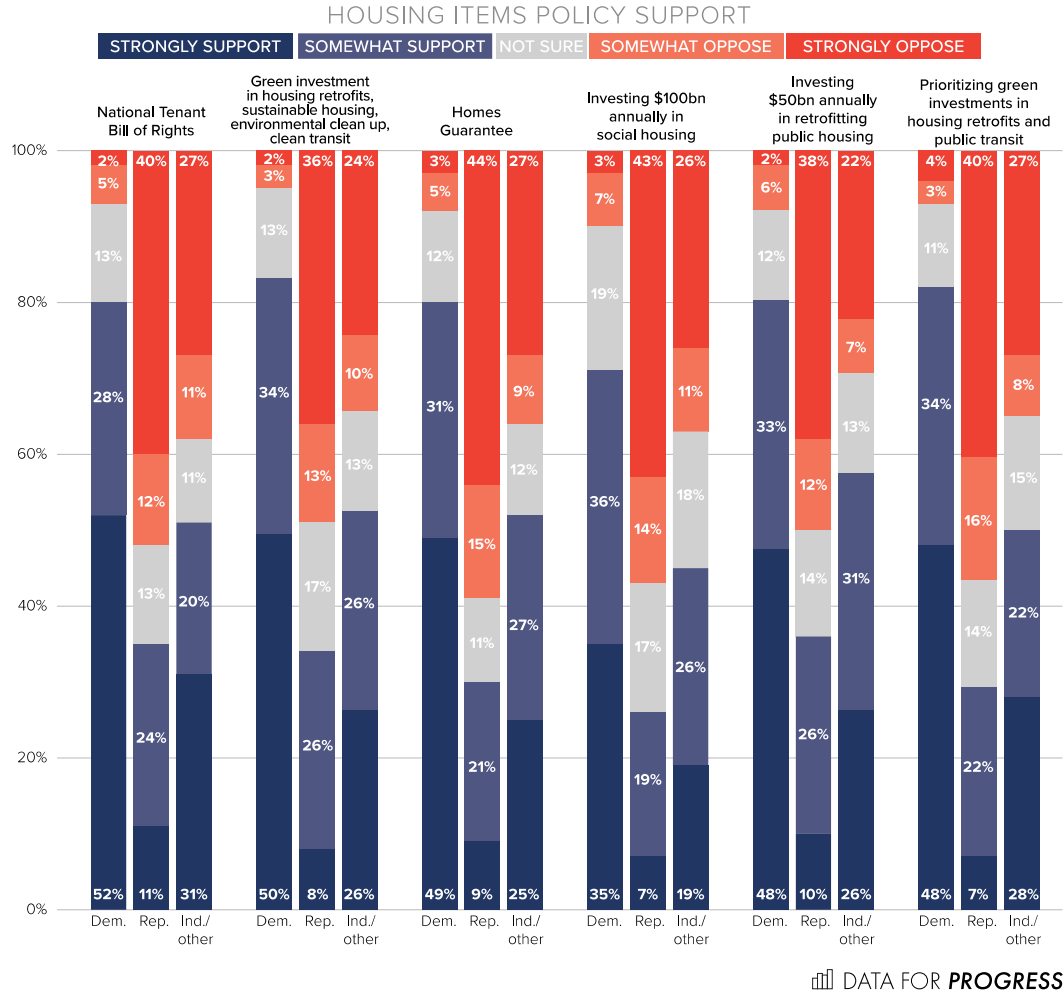 HOUSING ITEMS POLICY SUPPORT
STRONGLY SUPPORT SOMEWHAT SUPPORT NOT SURE SOMEWHAT OPPOSE STRONGLY OPPOSE
National Tenant
Bill of Rights
Green investment
in housing retrofits,
sustainable housing,
environmental clean up,
clean transit
Homes
Guarantee
Investing $100bn
annually in
social housing
Investing
$50bn annually
in retrofitting
public housing
Prioritizing green
investments in
housing retrofits and
public transit
100%
80%
60%
40%
20%
0%
2% 40% 27%
5%
13%
28%
11%
12%
11%
13%
20%
24%
52% 11% 31%
Dem. Rep. Ind./
other
2% 36% 24%
3%
13%
34%
10%
13%
13%
17%
26%
26%
50% 8% 26%
Dem. Rep. Ind./
other
3% 44% 27%
5%
12%
31%
9%
12%
15%
11%
27%
21%
49% 9% 25%
Dem. Rep. Ind./
other
3% 43% 26%
7%
19%
11%
18%
36%
14%
17%
26%
19%
35% 7% 19%
Dem. Rep. Ind./
other
2% 38% 22%
6%
12%
7%
13%
33%
12%
14%
31%
26%
48% 10% 26%
Dem. Rep. Ind./
other
4% 40% 27%
3%
11%
34%
8%
15%
16%
14%
22%
22%
48% 7% 28%
Dem. Rep. Ind./
other
DATA FOR PROGRESS